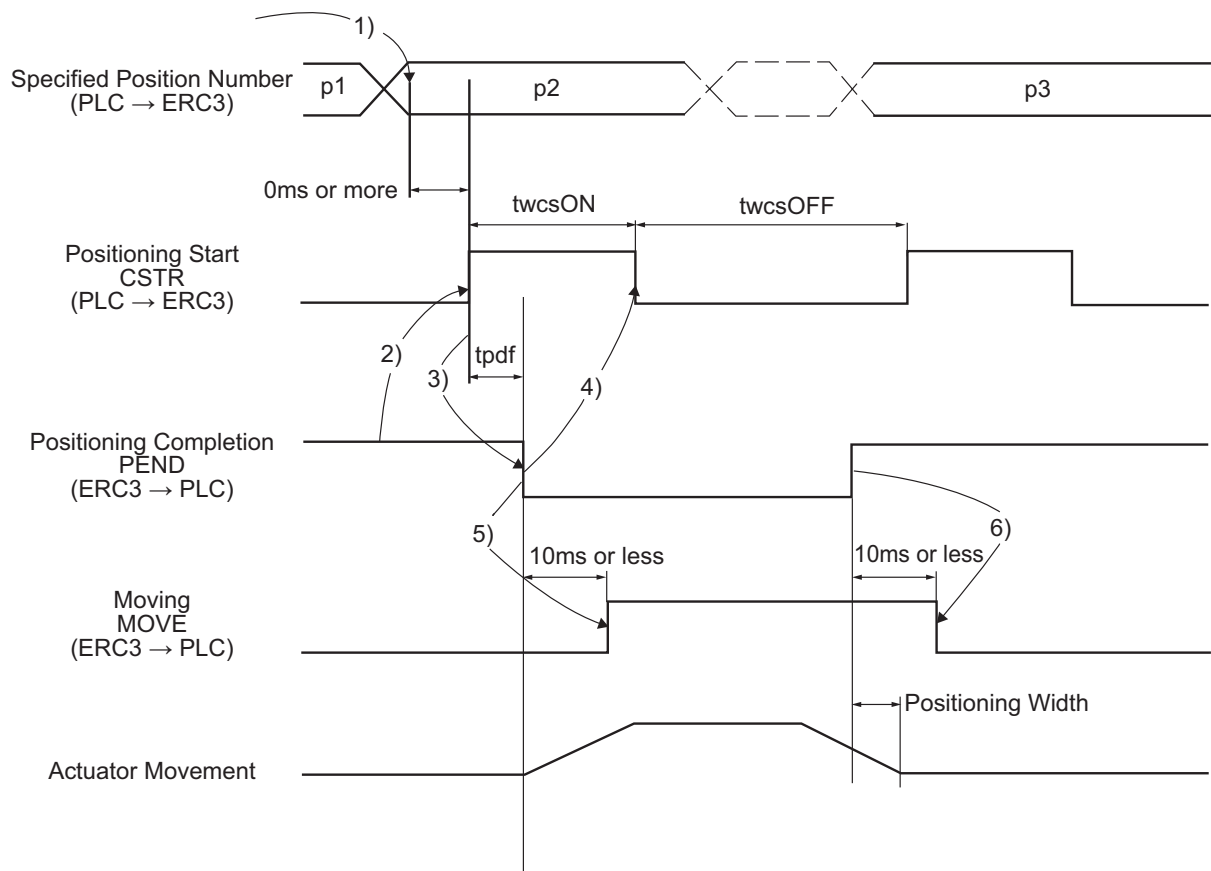 1)
Specified Position Number
(PLC → ERC3)
p1
p2
p3
0ms or more
twcsON
twcsOFF
Positioning Start
CSTR
(PLC → ERC3)
2)
3)
tpdf
4)
Positioning Completion
PEND
(ERC3 → PLC)
5)
10ms or less
6)
10ms or less
Moving
MOVE
(ERC3 → PLC)
Positioning Width
Actuator Movement